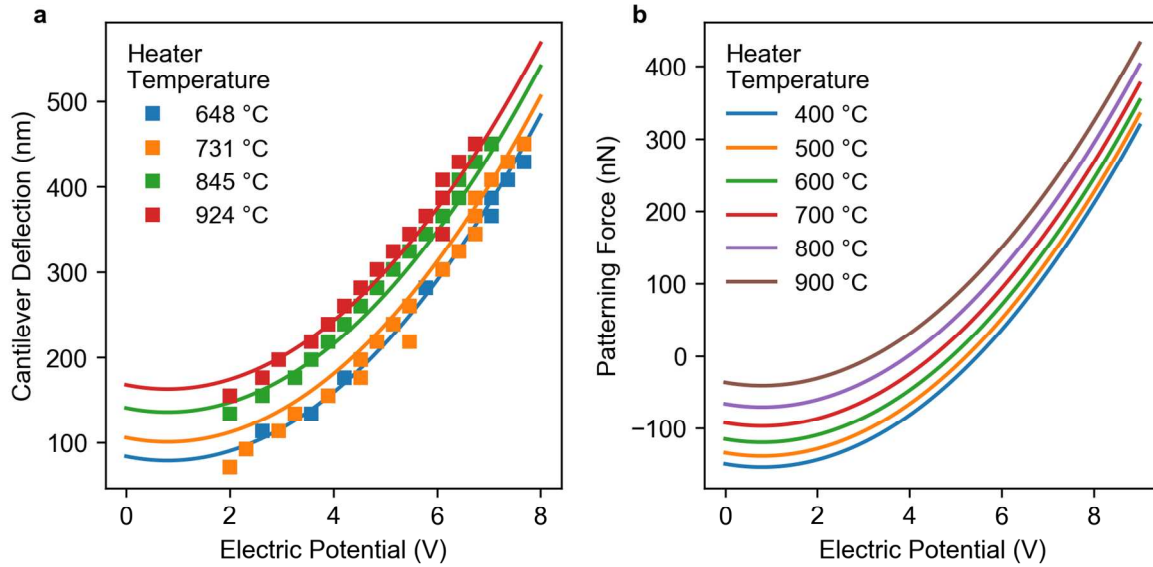 a
Heater
Temperature
648 °C
731 °C
845 °C
924 °C
500
400
300
200
100
Cantilever Deflection (nm)
0
2
4
6
8
Electric Potential (V)
b
Heater
Temperature
400 °C
500 °C
600 °C
700 °C
800 °C
900 °C
400
300
200
100
0
−100
Patterning Force (nN)
0
2
4
6
8
Electric Potential (V)